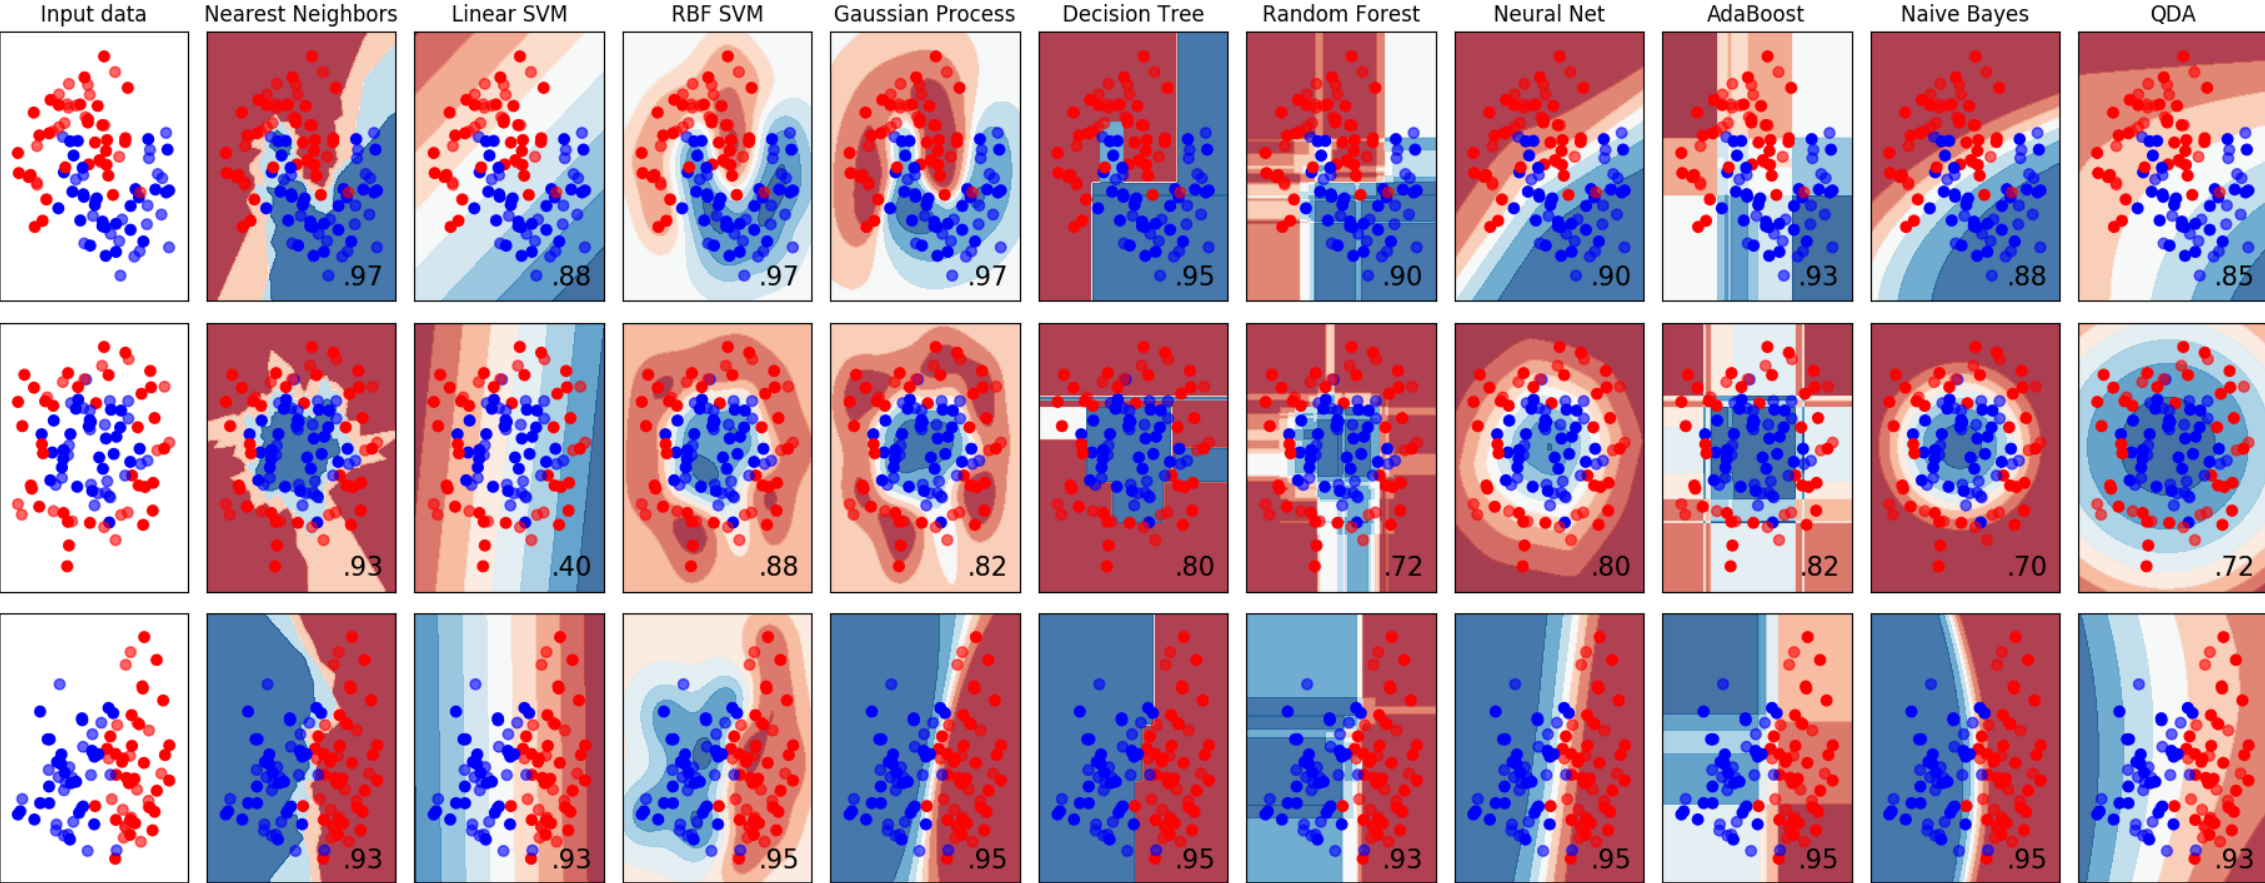 Input data Nearest Neighbors Linear SVM RBF SVM Gaussian Process Decision Tree Random Forest Neural Net AdaBoost Naive Bayes QDA
.97 .88 .97 .97 .95 .90 .90 .93 .88 .85
.93 .40 .88 .82 .80 .72 .80 .82 .70 .72
.93 .93 .95 .95 .95 .93 .95 .95 .95 .93